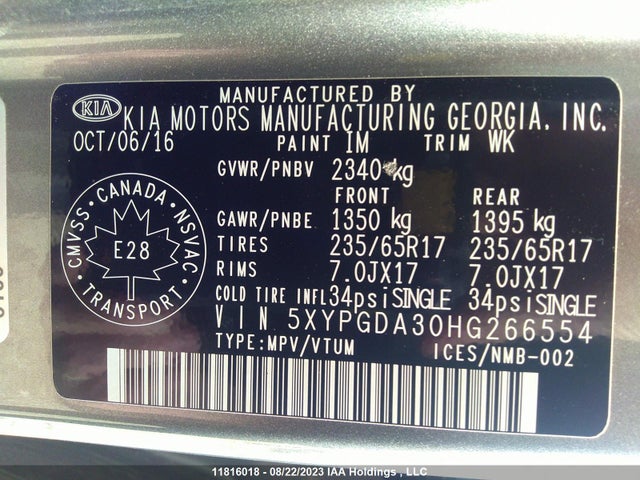 MANUFACTURED BY
KIA KIA MOTORS MANUFACTURING GEORGIA, INC.
OCT/06/16 PAINT IM TRIM WK
GVWR/PNBV 2340 kg
FRONT REAR
GAWR/PNBE 1350 kg 1395 kg
TIRES 235/65R17 235/65R17
RIMS 7.0JX17 7.0JX17
COLD TIRE INFL 34psi SINGLE 34psi SINGLE
VIN 5XYPGDA30HG266554
TYPE:MPV/VTUM ICES/NMB-002
CMVSS • CANADA • NSVAC • TRANSPORT •
E28
11816018 - 08/22/2023 IAA Holdings , LLC